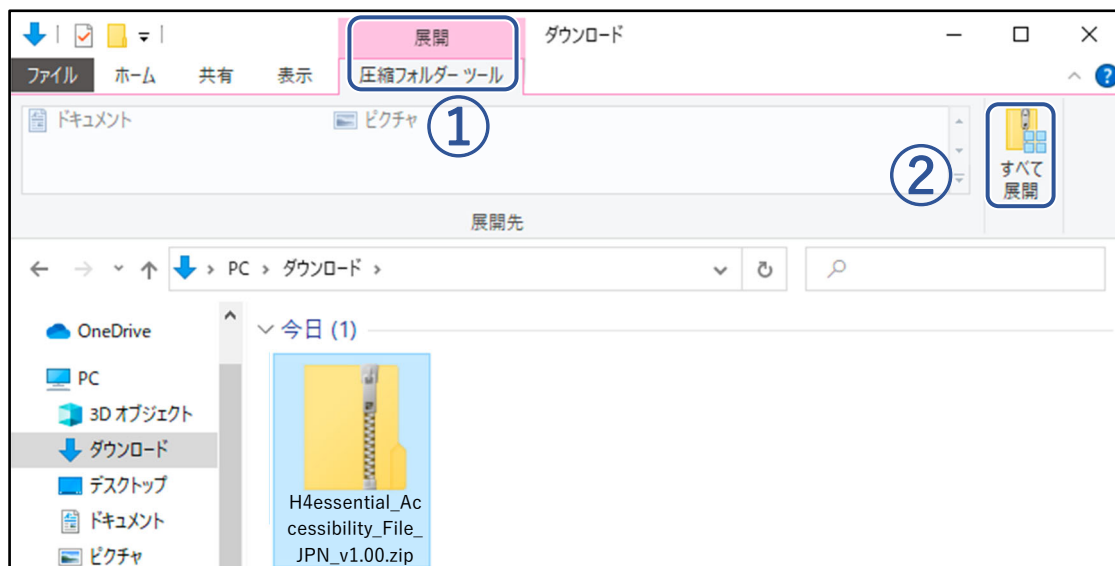 展開
ダウンロード
ファイル ホーム 共有 表示 圧縮フォルダー ツール
ドキュメント ピクチャ
①
②
すべて
展開
展開先
PC › ダウンロード ›
OneDrive
PC
3D オブジェクト
ダウンロード
デスクトップ
ドキュメント
ピクチャ
今日 (1)
H4essential_Ac
cessibility_File_
JPN_v1.00.zip